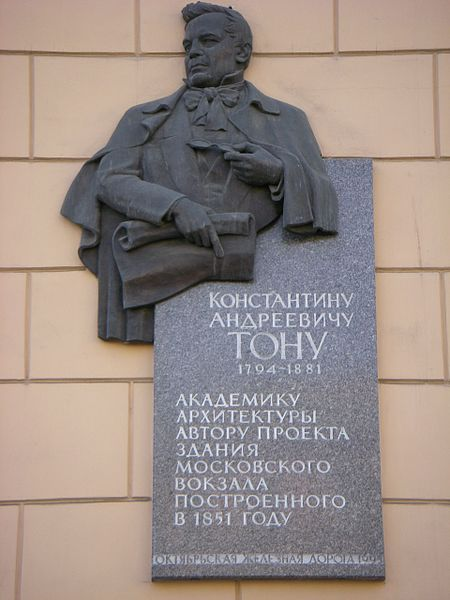 КОНСТАНТИНУ
АНДРЕЕВИЧУ
ТОНУ
1794-1881
АКАДЕМИКУ
АРХИТЕКТУРЫ
АВТОРУ ПРОЕКТА
ЗДАНИЯ
МОСКОВСКОГО
ВОКЗАЛА
ПОСТРОЕННОГО
В 1851 ГОДУ
ОКТЯБРЬСКАЯ ЖЕЛЕЗНАЯ ДОРОГА